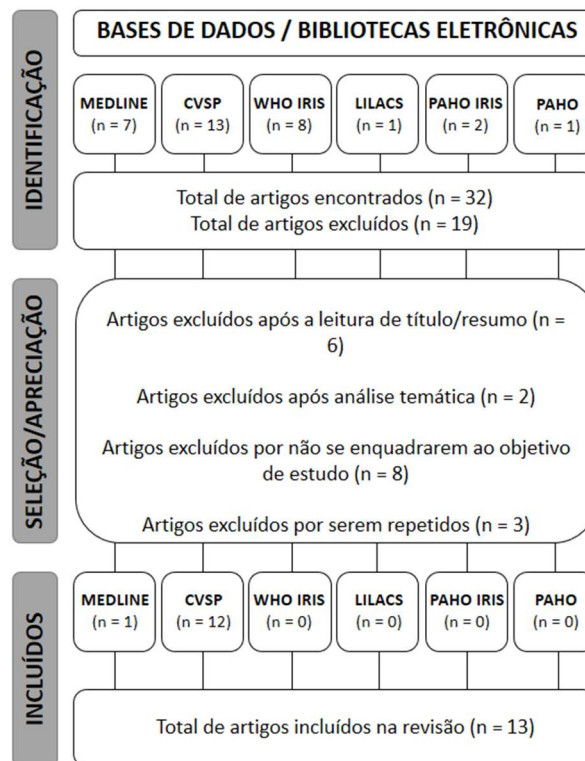 IDENTIFICAÇÃO
BASES DE DADOS / BIBLIOTECAS ELETRÔNICAS
MEDLINE
(n = 7)
CVSP
(n = 13)
WHO IRIS
(n = 8)
LILACS
(n = 1)
PAHO IRIS
(n = 2)
PAHO
(n = 1)
Total de artigos encontrados (n = 32)
Total de artigos excluídos (n = 19)
SELEÇÃO/APRECIAÇÃO
Artigos excluídos após a leitura de título/resumo (n =
6)
Artigos excluídos após análise temática (n = 2)
Artigos excluídos por não se enquadrarem ao objetivo
de estudo (n = 8)
Artigos excluídos por serem repetidos (n = 3)
INCLUÍDOS
MEDLINE
(n = 1)
CVSP
(n = 12)
WHO IRIS
(n = 0)
LILACS
(n = 0)
PAHO IRIS
(n = 0)
PAHO
(n = 0)
Total de artigos incluídos na revisão (n = 13)